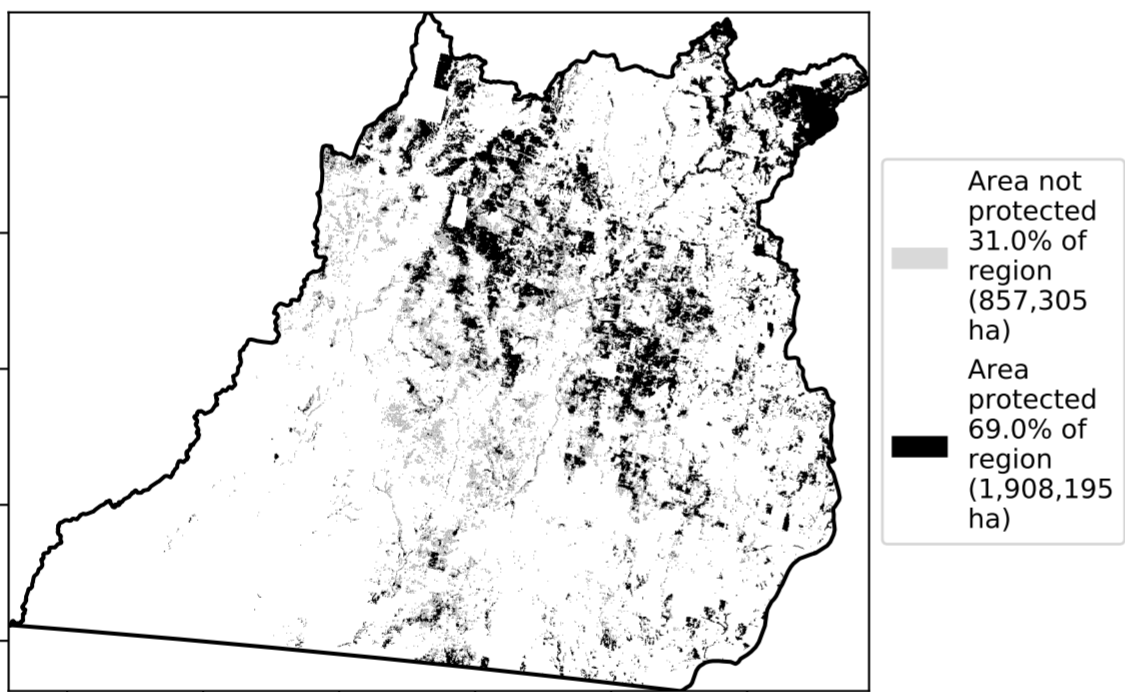 Area not
protected
31.0% of
region
(857,305
ha)
Area
protected
69.0% of
region
(1,908,195
ha)